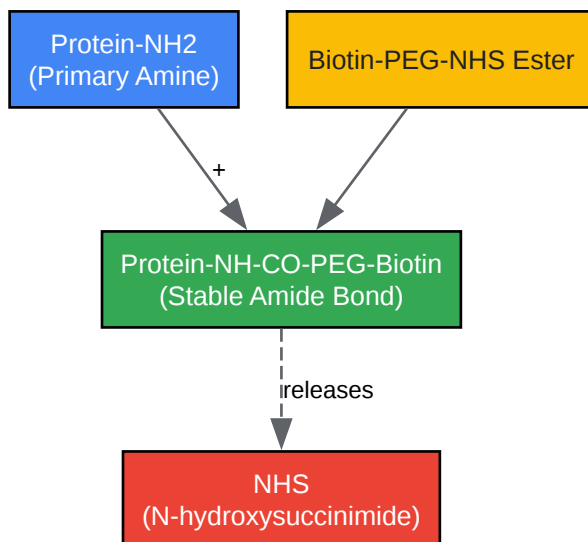 Protein-NH2
(Primary Amine)
Biotin-PEG-NHS Ester
+
Protein-NH-CO-PEG-Biotin
(Stable Amide Bond)
releases
NHS
(N-hydroxysuccinimide)